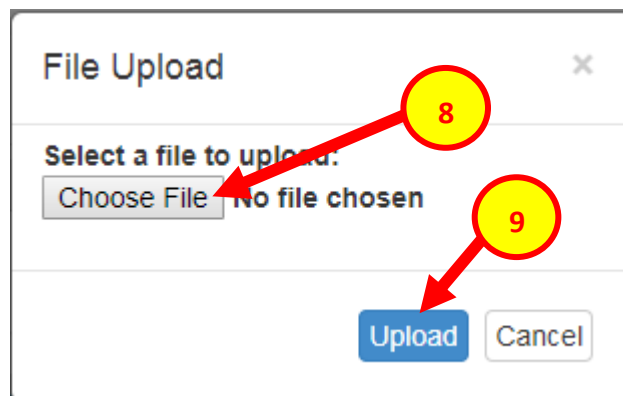 File Upload ×
8
Select a file to upload:
Choose File No file chosen
9
Upload Cancel